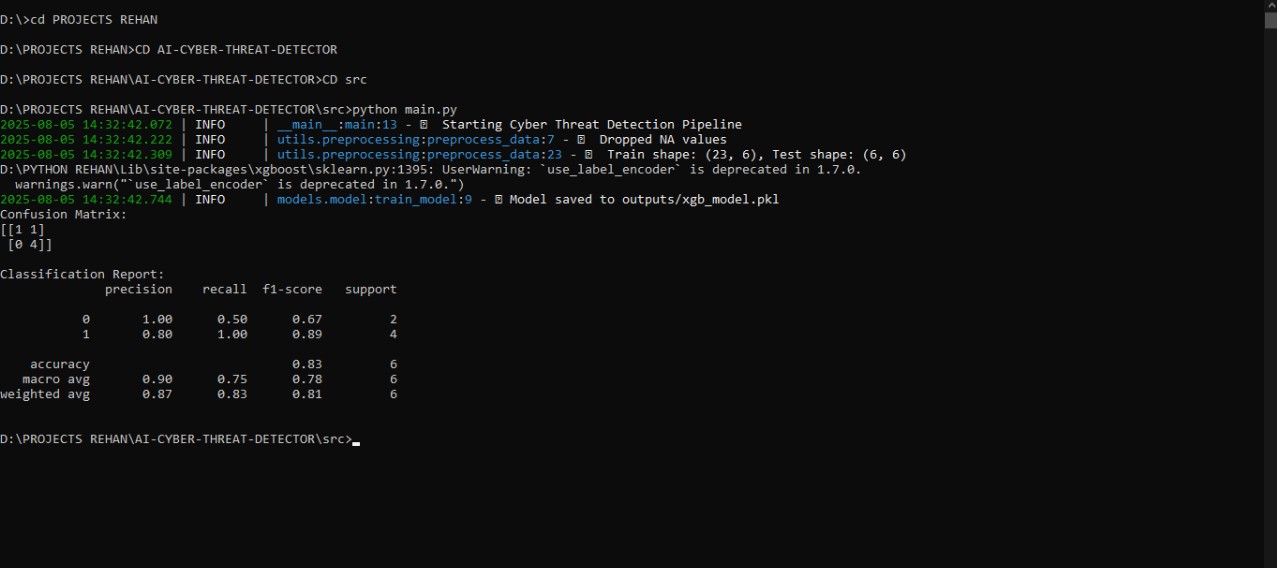 D:\>cd PROJECTS REHAN
D:\PROJECTS REHAN>CD AI-CYBER-THREAT-DETECTOR
D:\PROJECTS REHAN\AI-CYBER-THREAT-DETECTOR>CD src
D:\PROJECTS REHAN\AI-CYBER-THREAT-DETECTOR\src>python main.py
2025-08-05 14:32:42.072 | INFO     | __main__:main:13 - ⍰  Starting Cyber Threat Detection Pipeline
2025-08-05 14:32:42.222 | INFO     | utils.preprocessing:preprocess_data:7 - ⍰  Dropped NA values
2025-08-05 14:32:42.309 | INFO     | utils.preprocessing:preprocess_data:23 - ⍰  Train shape: (23, 6), Test shape: (6, 6)
D:\PYTHON REHAN\Lib\site-packages\xgboost\sklearn.py:1395: UserWarning: `use_label_encoder` is deprecated in 1.7.0.
  warnings.warn("`use_label_encoder` is deprecated in 1.7.0.")
2025-08-05 14:32:42.744 | INFO     | models.model:train_model:9 - ⍰ Model saved to outputs/xgb_model.pkl
Confusion Matrix:
[[1 1]
 [0 4]]
Classification Report:
              precision    recall  f1-score   support
           0       1.00      0.50      0.67         2
           1       0.80      1.00      0.89         4
    accuracy                           0.83         6
   macro avg       0.90      0.75      0.78         6
weighted avg       0.87      0.83      0.81         6
D:\PROJECTS REHAN\AI-CYBER-THREAT-DETECTOR\src>